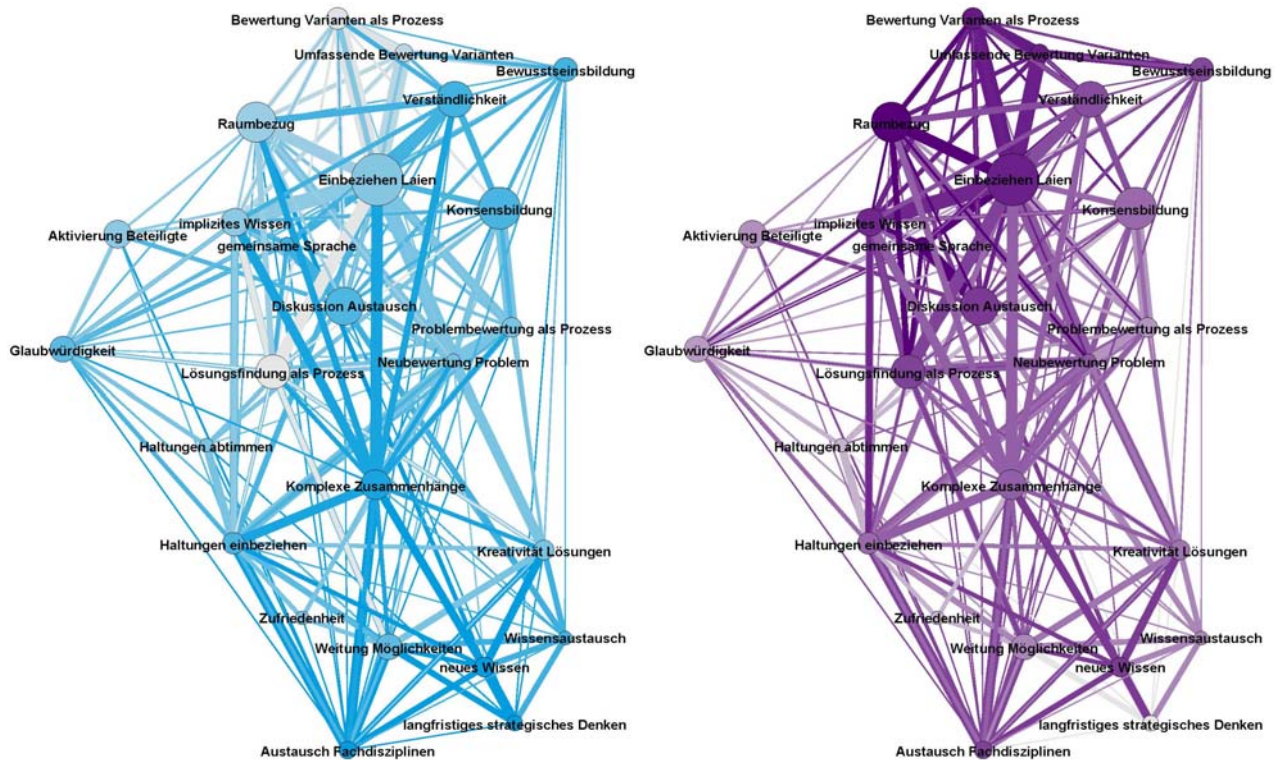 Bewertung Varianten als Prozess
Umfassende Bewertung Varianten
Bewusstseinsbildung
Verständlichkeit
Raumbezug
Einbeziehen Laien
Konsensbildung
implizites Wissen
Aktivierung Beteiligte
gemeinsame Sprache
Diskussion Austausch
Problembewertung als Prozess
Glaubwürdigkeit
Neubewertung Problem
Lösungsfindung als Prozess
Haltungen abtimmen
Komplexe Zusammenhänge
Haltungen einbeziehen
Kreativität Lösungen
Zufriedenheit
Wissensaustausch
Weitung Möglichkeiten
neues Wissen
langfristiges strategisches Denken
Austausch Fachdisziplinen
Bewertung Varianten als Prozess
Umfassende Bewertung Varianten
Bewusstseinsbildung
Verständlichkeit
Raumbezug
Einbeziehen Laien
Konsensbildung
implizites Wissen
Aktivierung Beteiligte
gemeinsame Sprache
Diskussion Austausch
Problembewertung als Prozess
Glaubwürdigkeit
Neubewertung Problem
Lösungsfindung als Prozess
Haltungen abtimmen
Komplexe Zusammenhänge
Haltungen einbeziehen
Kreativität Lösungen
Zufriedenheit
Wissensaustausch
Weitung Möglichkeiten
neues Wissen
langfristiges strategisches Denken
Austausch Fachdisziplinen